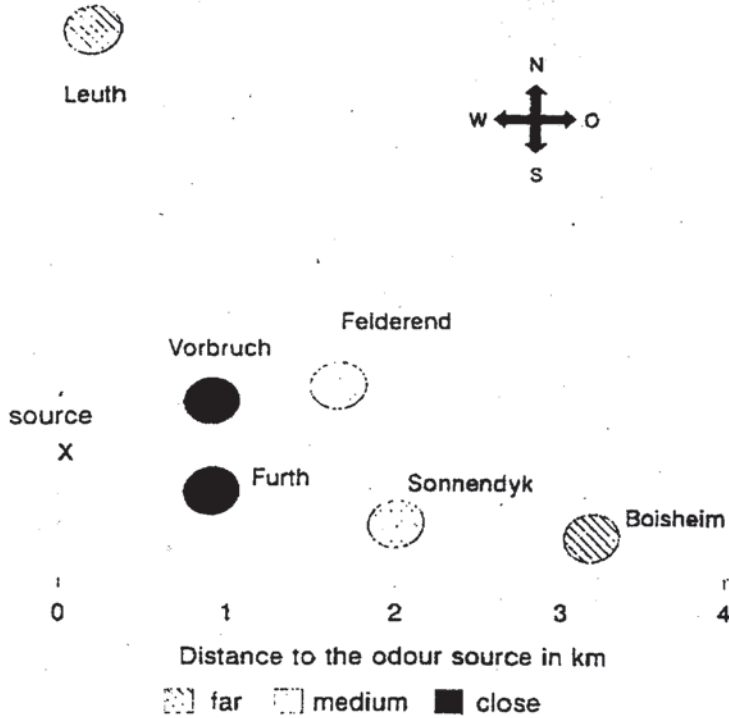 Leuth
N
W O
S
Felderend
Vorbruch
source
x
Furth
Sonnendyk
Boisheim
0 1 2 3 4
Distance to the odour source in km
far medium close